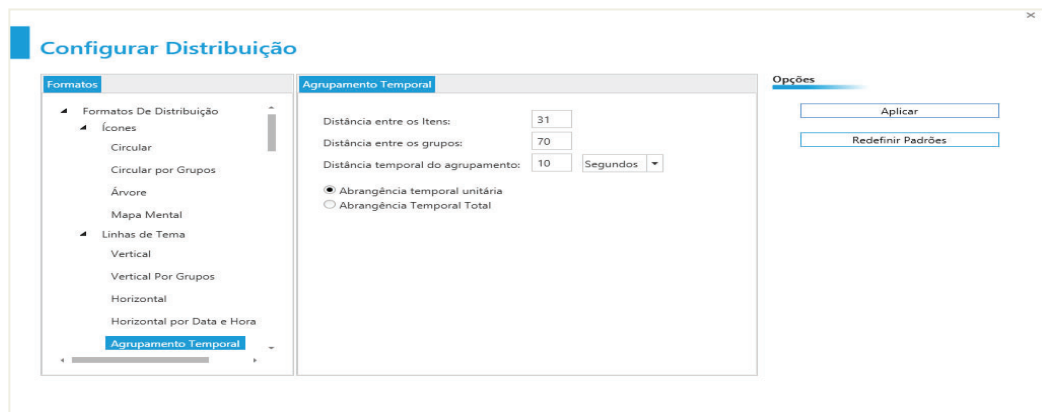 ×
Configurar Distribuição
Formatos
Formatos De Distribuição
Ícones
Circular
Circular por Grupos
Árvore
Mapa Mental
Linhas de Tema
Vertical
Vertical Por Grupos
Horizontal
Horizontal por Data e Hora
Agrupamento Temporal
Agrupamento Temporal
Distância entre os Itens: 31
Distância entre os grupos: 70
Distância temporal do agrupamento: 10 Segundos
Abrangência temporal unitária
Abrangência Temporal Total
Opções
Aplicar
Redefinir Padrões